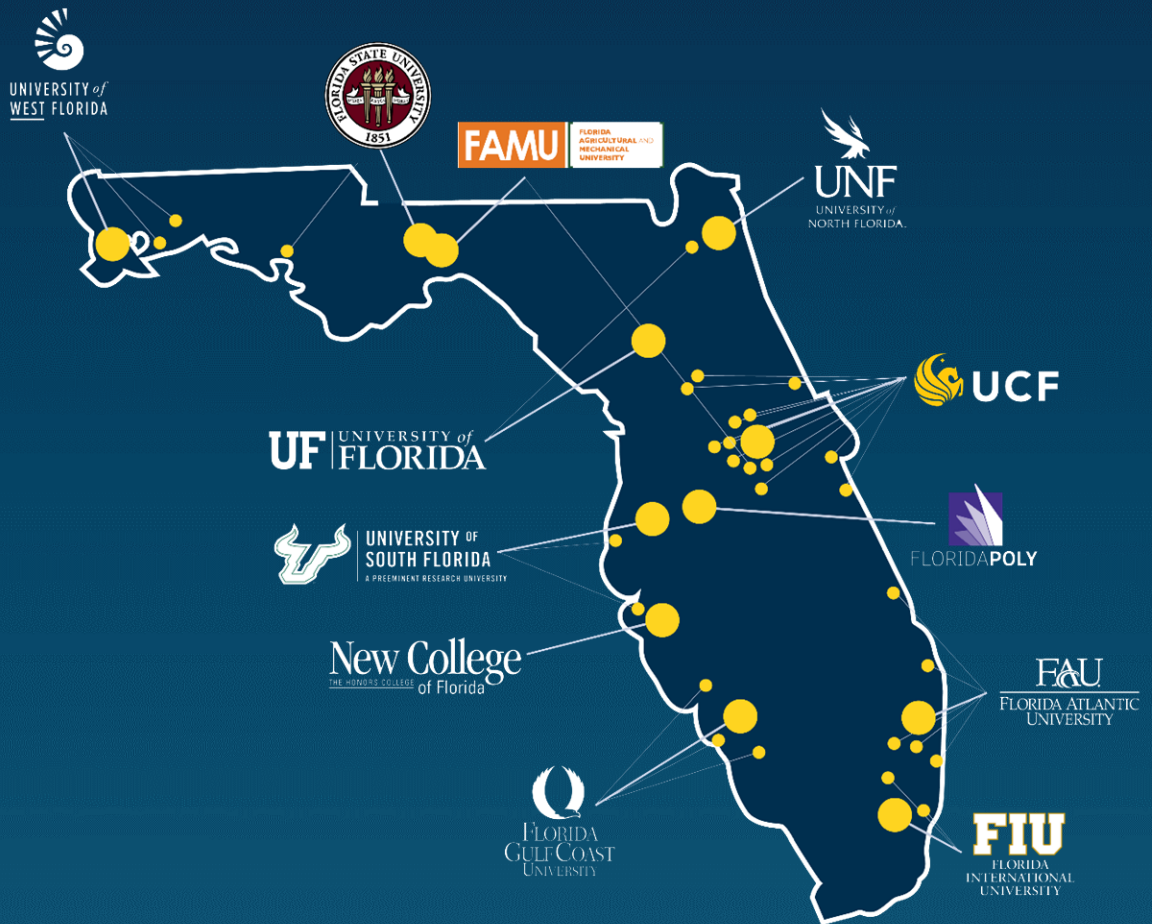 UNIVERSITY of
WEST FLORIDA
FLORIDA STATE UNIVERSITY
1851
FAMU
FLORIDA
AGRICULTURAL AND
MECHANICAL
UNIVERSITY
UNF
UNIVERSITY of
NORTH FLORIDA.
UCF
UF
UNIVERSITY of
FLORIDA
UNIVERSITY OF
SOUTH FLORIDA
A PREEMINENT RESEARCH UNIVERSITY
FLORIDAPOLY
New College
THE HONORS COLLEGE of Florida
FAU
FLORIDA ATLANTIC
UNIVERSITY
FLORIDA
GULF COAST
UNIVERSITY
FIU
FLORIDA
INTERNATIONAL
UNIVERSITY